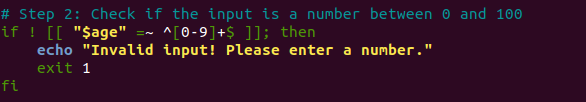 # Step 2: Check if the input is a number between 0 and 100
if ! [[ "$age" =~ ^[0-9]+$ ]]; then
    echo "Invalid input! Please enter a number."
    exit 1
fi